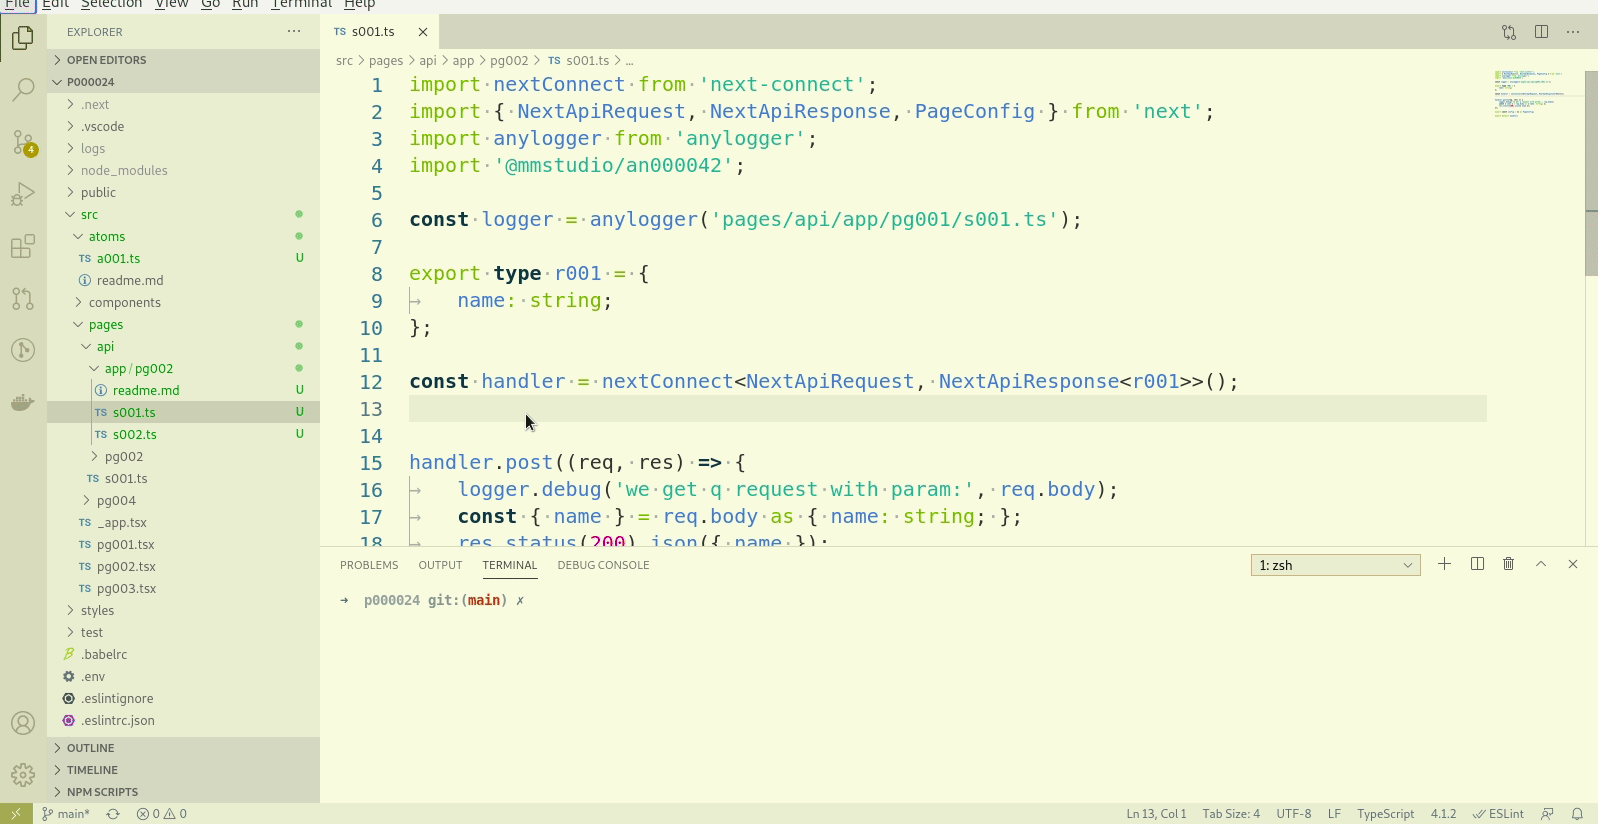 File Edit Selection View Go Run Terminal Help
EXPLORER
OPEN EDITORS
P000024
.next
.vscode
logs
node_modules
public
src
atoms
TS a001.ts U
readme.md
components
pages
api
app / pg002
readme.md U
TS s001.ts U
TS s002.ts U
pg002
TS s001.ts
pg004
TS _app.tsx
TS pg001.tsx
TS pg002.tsx
TS pg003.tsx
styles
test
.babelrc
.env
.eslintignore
.eslintrc.json
OUTLINE
TIMELINE
NPM SCRIPTS
4
TS s001.ts
src > pages > api > app > pg002 > TS s001.ts > ...
1 import nextConnect from 'next-connect';
2 import { NextApiRequest, NextApiResponse, PageConfig } from 'next';
3 import anylogger from 'anylogger';
4 import '@mmstudio/an000042';
5
6 const logger = anylogger('pages/api/app/pg001/s001.ts');
7
8 export type r001 = {
9 name: string;
10 };
11
12 const handler = nextConnect<NextApiRequest, NextApiResponse<r001>>();
13
14
15 handler.post((req, res) => {
16 logger.debug('we get q request with param:', req.body);
17 const { name } = req.body as { name: string; };
18 res.status(200).json({ name });
PROBLEMS OUTPUT TERMINAL DEBUG CONSOLE
1: zsh
➜ p000024 git:(main) ✗
main* 0 0 Ln 13, Col 1 Tab Size: 4 UTF-8 LF TypeScript 4.1.2 ESLint